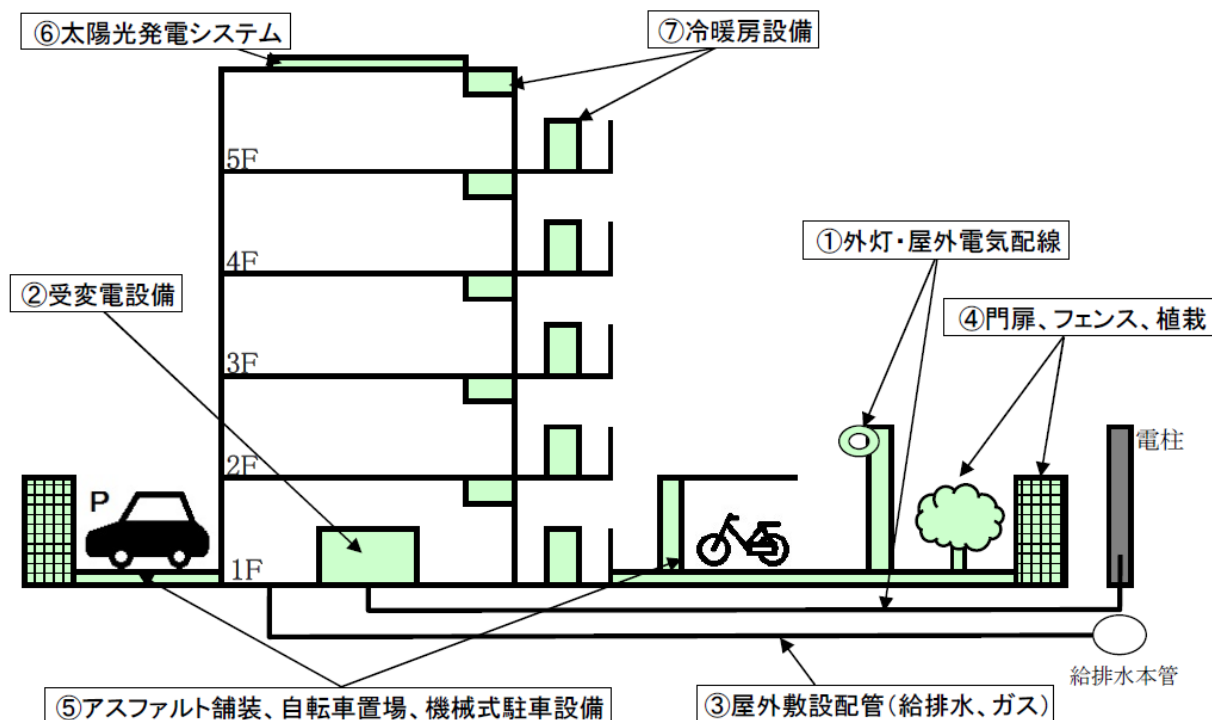 ⑥太陽光発電システム
⑦冷暖房設備
5F
①外灯・屋外電気配線
4F
②受変電設備
④門扉、フェンス、植栽
3F
電柱
2F
P
1F
給排水本管
⑤アスファルト舗装、自転車置場、機械式駐車設備
③屋外敷設配管(給排水、ガス)